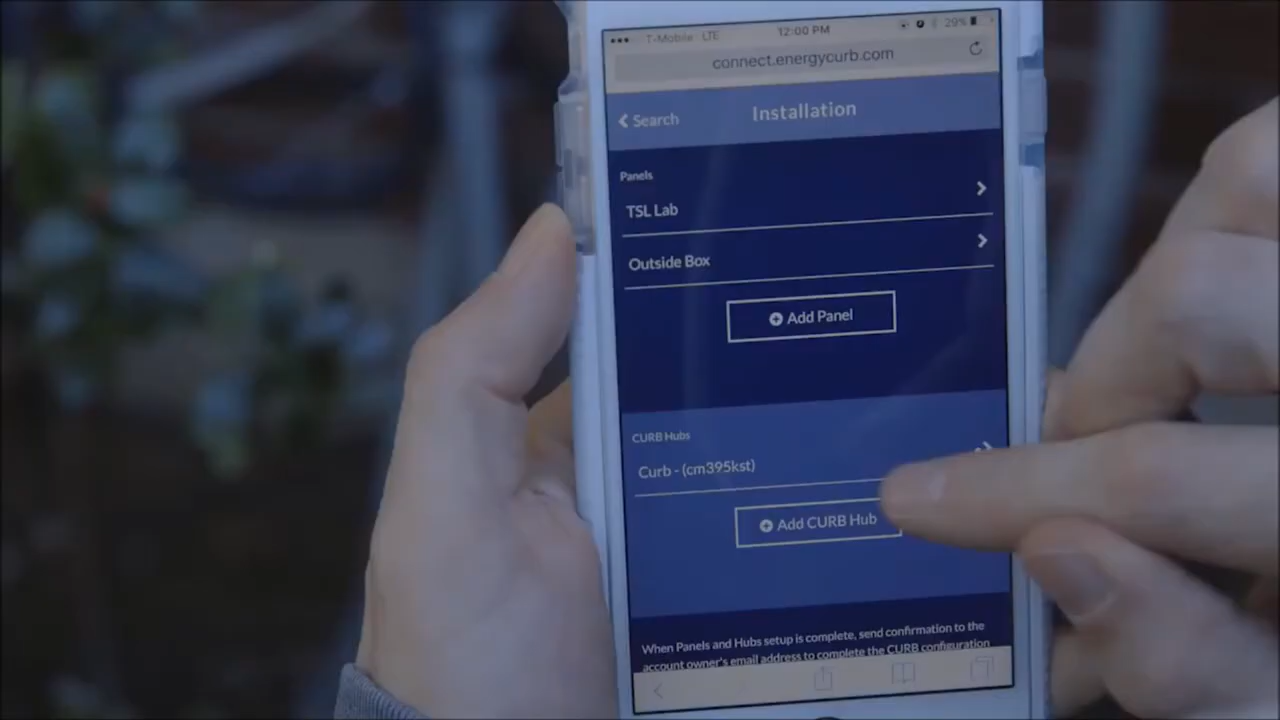 T-Mobile LTE 12:00 PM 29%
connect.energycurb.com
Search Installation
Panels
TSL Lab
Outside Box
Add Panel
CURB Hubs
Curb - (cm395kst)
Add CURB Hub
When Panels and Hubs setup is complete, send confirmation to the
account owner's email address to complete the CURB configuration